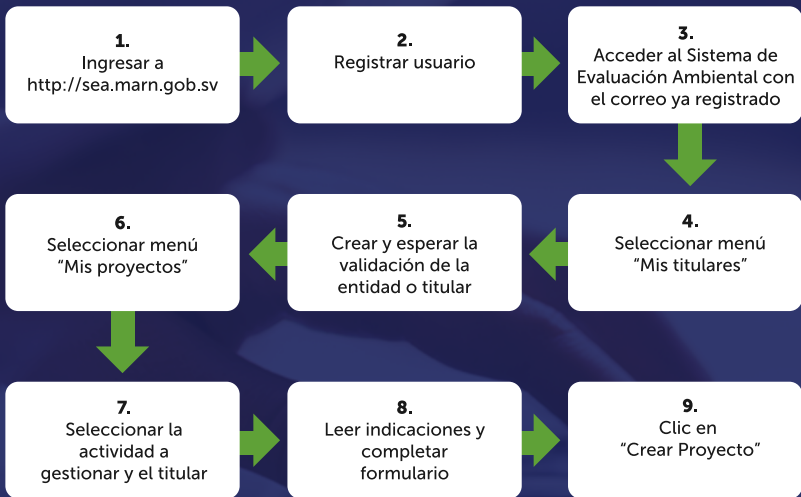 1.
Ingresar a
http://sea.marn.gob.sv
2.
Registrar usuario
3.
Acceder al Sistema de
Evaluación Ambiental con
el correo ya registrado
4.
Seleccionar menú
“Mis titulares”
5.
Crear y esperar la
validación de la
entidad o titular
6.
Seleccionar menú
“Mis proyectos”
7.
Seleccionar la
actividad a
gestionar y el titular
8.
Leer indicaciones y
completar
formulario
9.
Clic en
“Crear Proyecto”